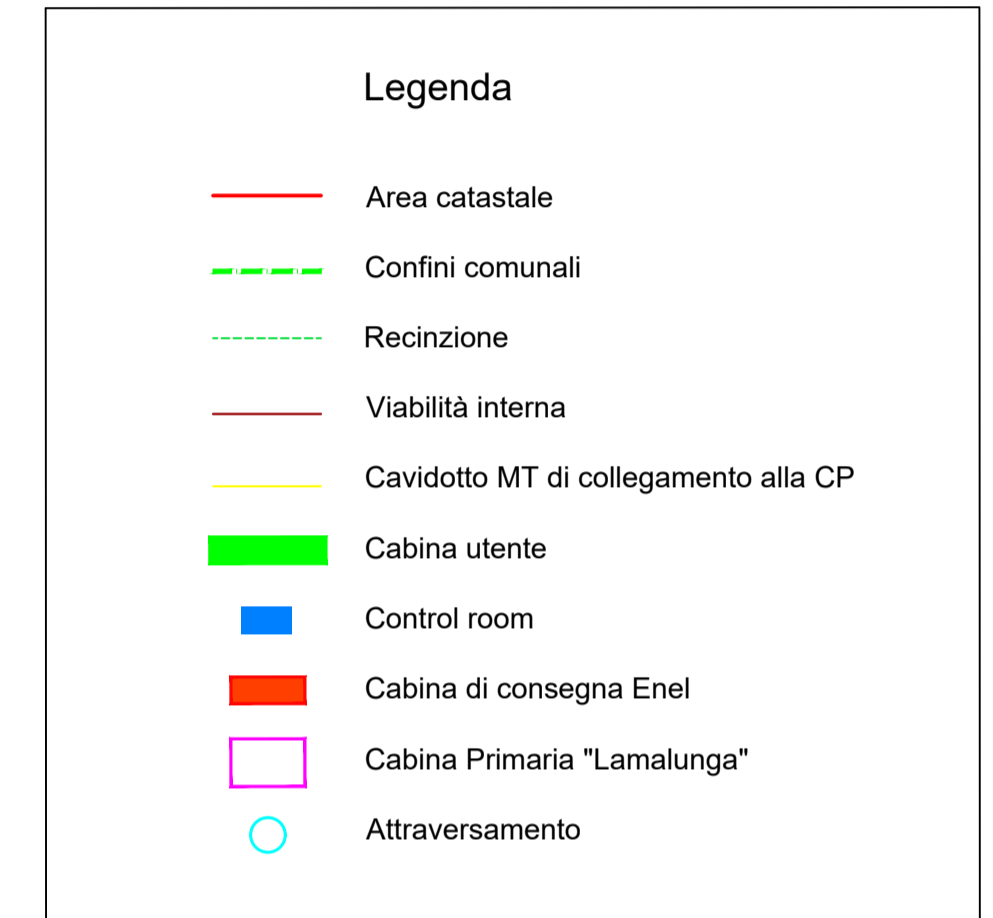 Legenda
Area catastale
Confini comunali
Recinzione
Viabilità interna
Cavidotto MT di collegamento alla CP
Cabina utente
Control room
Cabina di consegna Enel
Cabina Primaria "Lamalunga"
Attraversamento